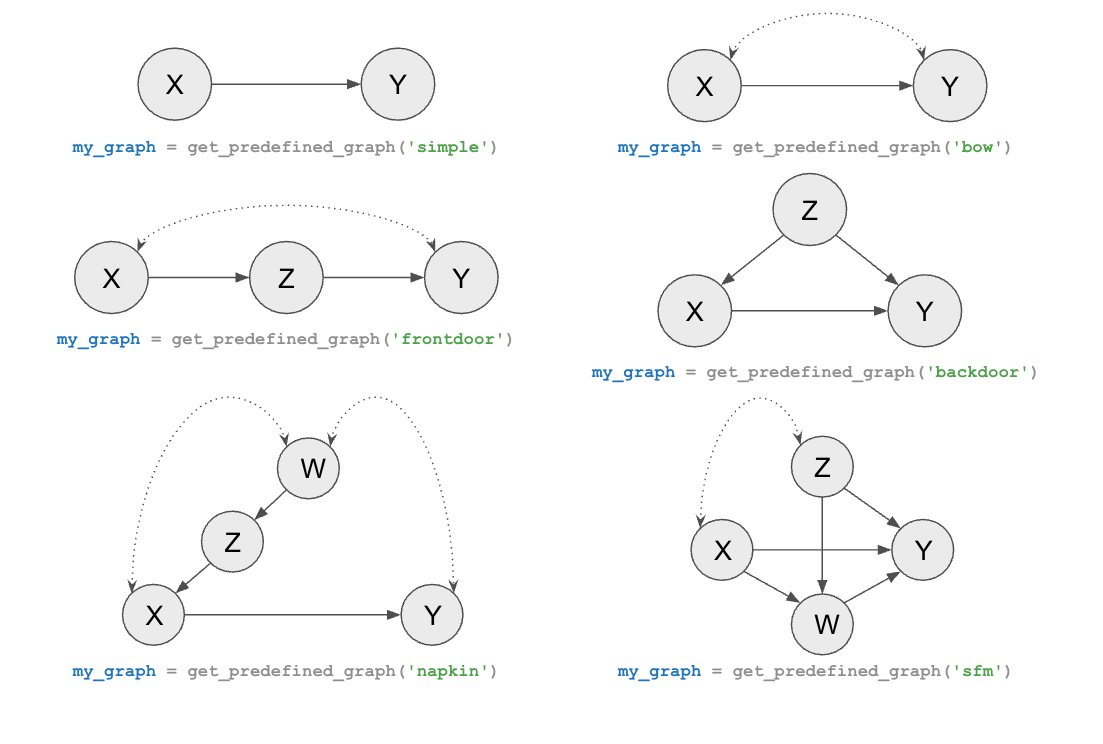 X Y
my_graph = get_predefined_graph('simple')
X Y
my_graph = get_predefined_graph('bow')
X Z Y
my_graph = get_predefined_graph('frontdoor')
Z
X Y
my_graph = get_predefined_graph('backdoor')
W
Z
X Y
my_graph = get_predefined_graph('napkin')
Z
X Y
W
my_graph = get_predefined_graph('sfm')